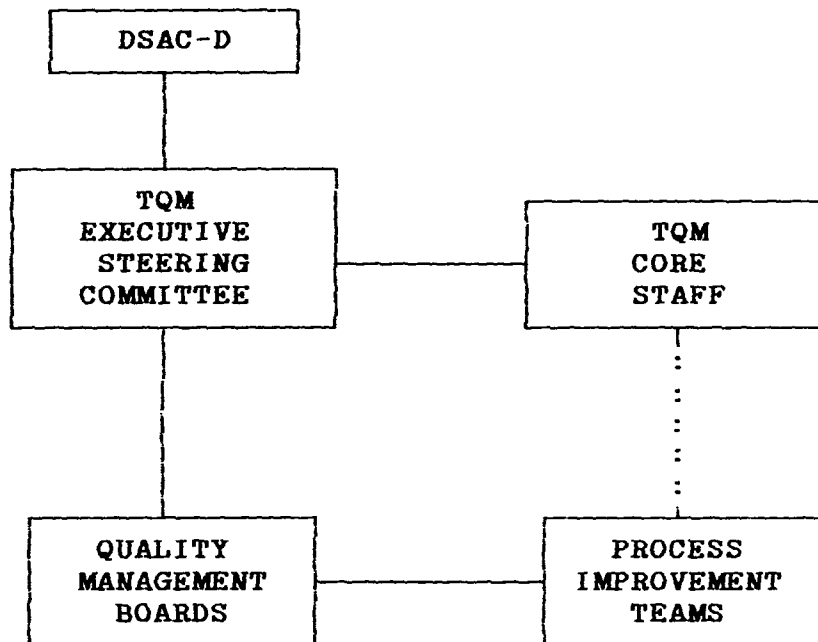 DSAC-D
TQM
EXECUTIVE
STEERING
COMMITTEE
TQM
CORE
STAFF
QUALITY
MANAGEMENT
BOARDS
PROCESS
IMPROVEMENT
TEAMS